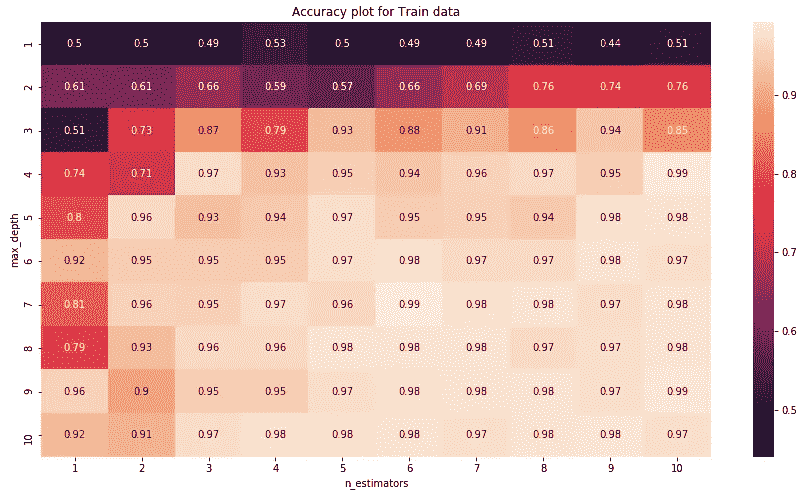 Accuracy plot for Train data
1 0.5 0.5 0.49 0.53 0.5 0.49 0.49 0.51 0.44 0.51
2 0.61 0.61 0.66 0.59 0.57 0.66 0.69 0.76 0.74 0.76
3 0.51 0.73 0.87 0.79 0.93 0.88 0.91 0.86 0.94 0.85
4 0.74 0.71 0.97 0.93 0.95 0.94 0.96 0.97 0.95 0.99
5 0.8 0.96 0.93 0.94 0.97 0.95 0.95 0.94 0.98 0.98
6 0.92 0.95 0.95 0.95 0.97 0.98 0.97 0.97 0.98 0.97
7 0.81 0.96 0.95 0.97 0.96 0.99 0.98 0.98 0.97 0.98
8 0.79 0.93 0.96 0.96 0.98 0.98 0.98 0.97 0.97 0.98
9 0.96 0.9 0.95 0.95 0.97 0.98 0.98 0.98 0.97 0.99
10 0.92 0.91 0.97 0.98 0.98 0.98 0.97 0.98 0.98 0.97
1 2 3 4 5 6 7 8 9 10
n_estimators
max_depth
0.9
0.8
0.7
0.6
0.5